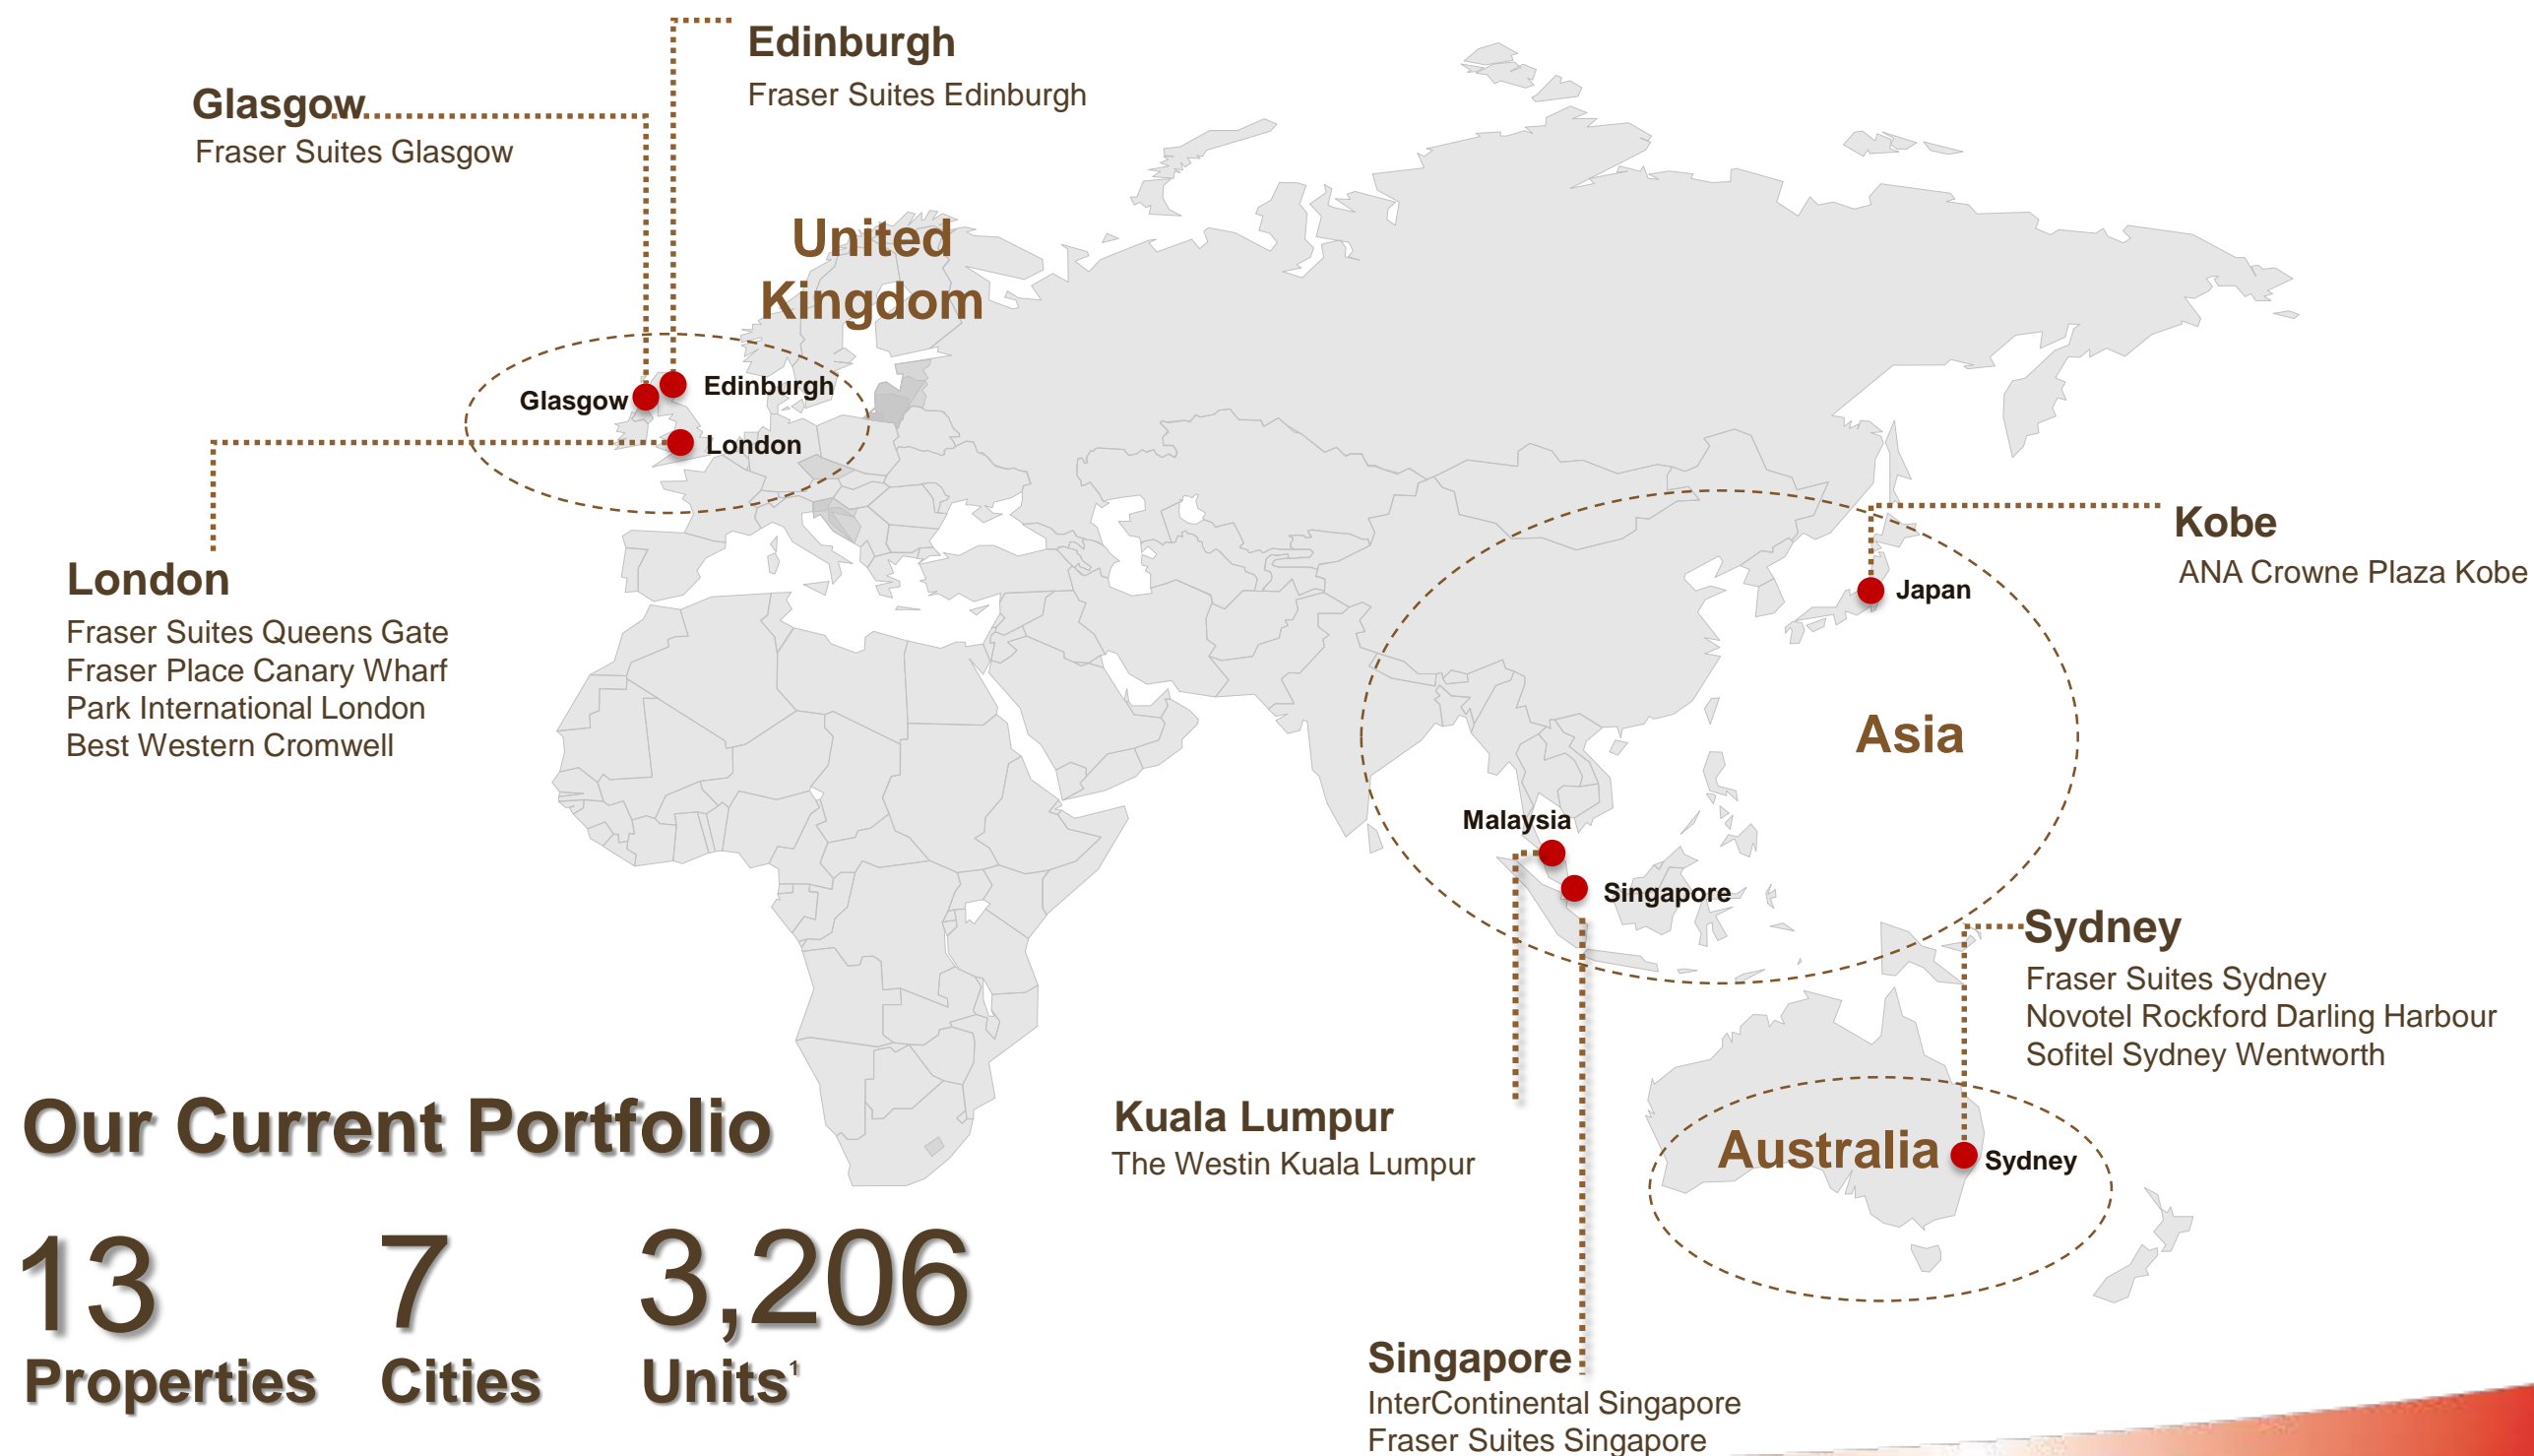 Edinburgh
Fraser Suites Edinburgh
Glasgow
Fraser Suites Glasgow
United
Kingdom
Glasgow
Edinburgh
London
London
Fraser Suites Queens Gate
Fraser Place Canary Wharf
Park International London
Best Western Cromwell
Kobe
ANA Crowne Plaza Kobe
Japan
Asia
Malaysia
Singapore
Sydney
Fraser Suites Sydney
Novotel Rockford Darling Harbour
Sofitel Sydney Wentworth
Australia
Sydney
Kuala Lumpur
The Westin Kuala Lumpur
Our Current Portfolio
13 7 3,206
Properties Cities Units¹
Singapore
InterContinental Singapore
Fraser Suites Singapore